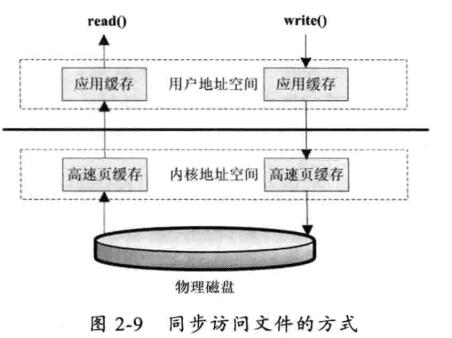 read() write()
应用缓存 用户地址空间 应用缓存
高速页缓存 内核地址空间 高速页缓存
物理磁盘
图 2-9 同步访问文件的方式